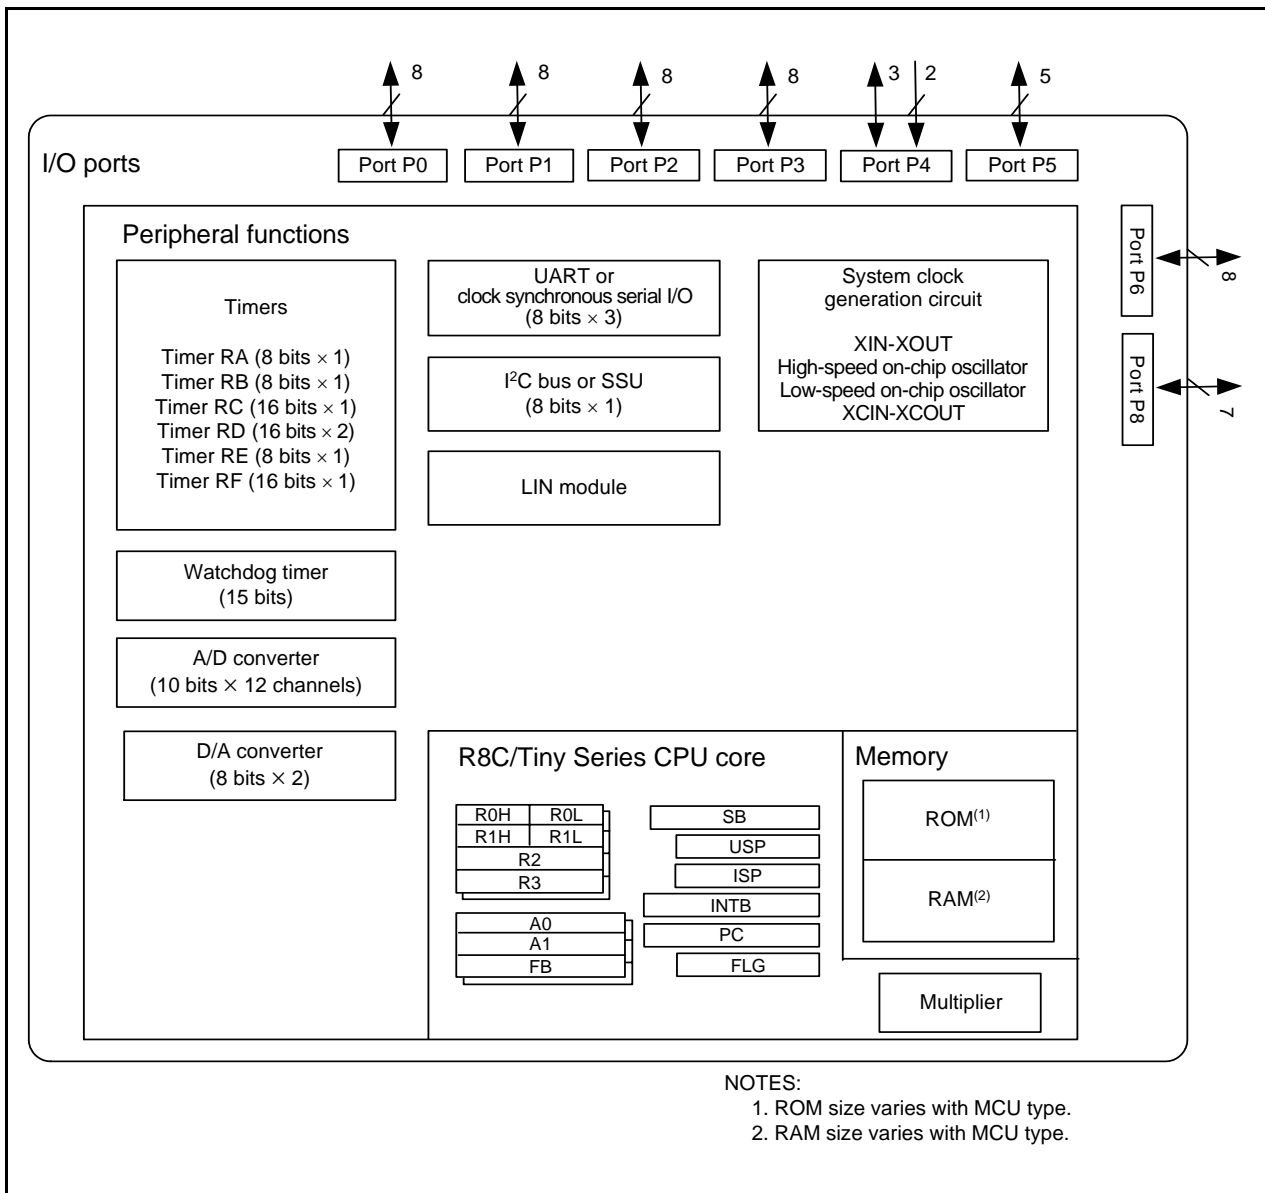 8 8 8 8 3 2 5
I/O ports
Port P0 Port P1 Port P2 Port P3 Port P4 Port P5
Port P6
8
Port P8
7
Peripheral functions
Timers
Timer RA (8 bits × 1)
Timer RB (8 bits × 1)
Timer RC (16 bits × 1)
Timer RD (16 bits × 2)
Timer RE (8 bits × 1)
Timer RF (16 bits × 1)
UART or
clock synchronous serial I/O
(8 bits × 3)
I²C bus or SSU
(8 bits × 1)
LIN module
System clock
generation circuit
XIN-XOUT
High-speed on-chip oscillator
Low-speed on-chip oscillator
XCIN-XCOUT
Watchdog timer
(15 bits)
A/D converter
(10 bits × 12 channels)
D/A converter
(8 bits × 2)
R8C/Tiny Series CPU core
R0H R0L
R1H R1L
R2
R3
A0
A1
FB
SB
USP
ISP
INTB
PC
FLG
Memory
ROM(1)
RAM(2)
Multiplier
NOTES:
1. ROM size varies with MCU type.
2. RAM size varies with MCU type.